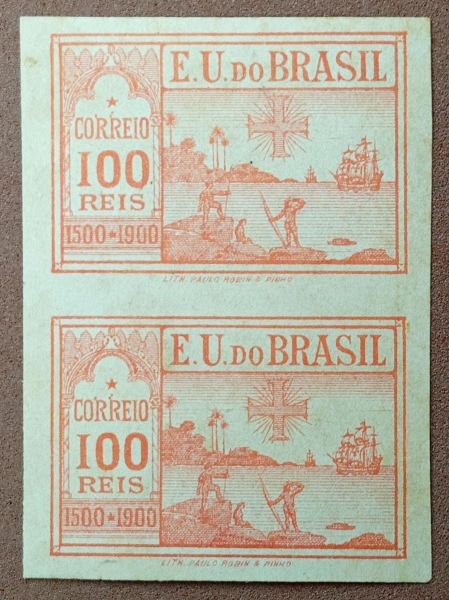 E.U.DO BRASIL
CORREIO
100
REIS
1500★1900
LITH. PAULO ROBIN & PINHO
E.U.DO BRASIL
CORREIO
100
REIS
1500★1900
LITH. PAULO ROBIN & PINHO